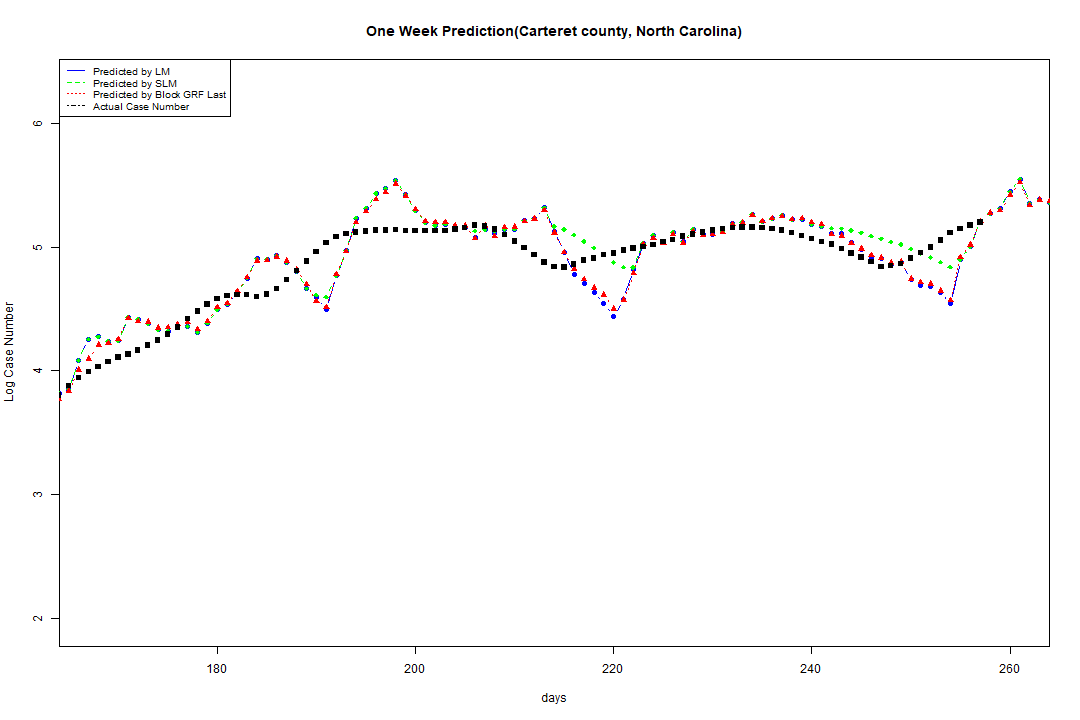 One Week Prediction(Carteret county, North Carolina)
Predicted by LM
Predicted by SLM
Predicted by Block GRF Last
Actual Case Number
6
5
4
3
2
Log Case Number
180 200 220 240 260
days